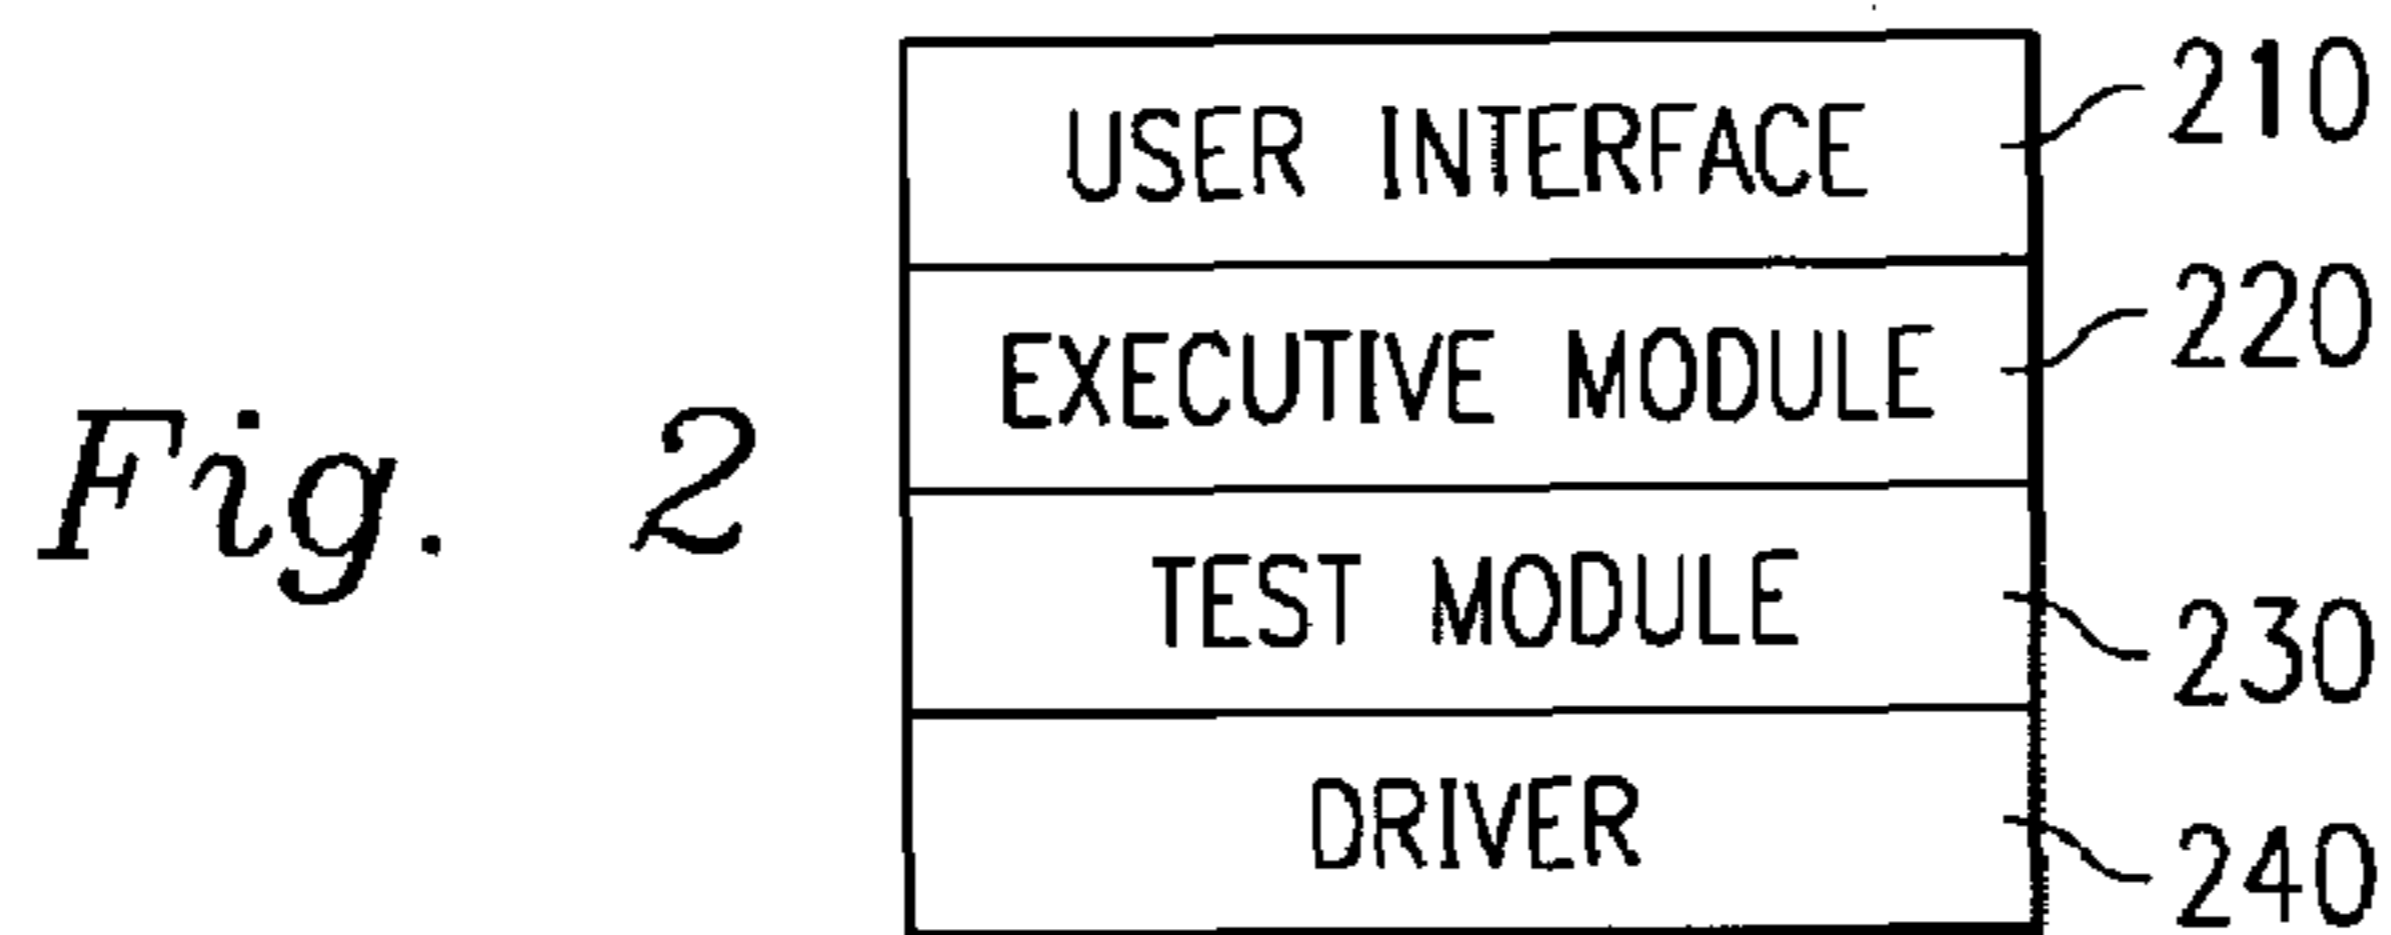 USER INTERFACE 210
EXECUTIVE MODULE 220
Fig. 2
TEST MODULE 230
DRIVER 240